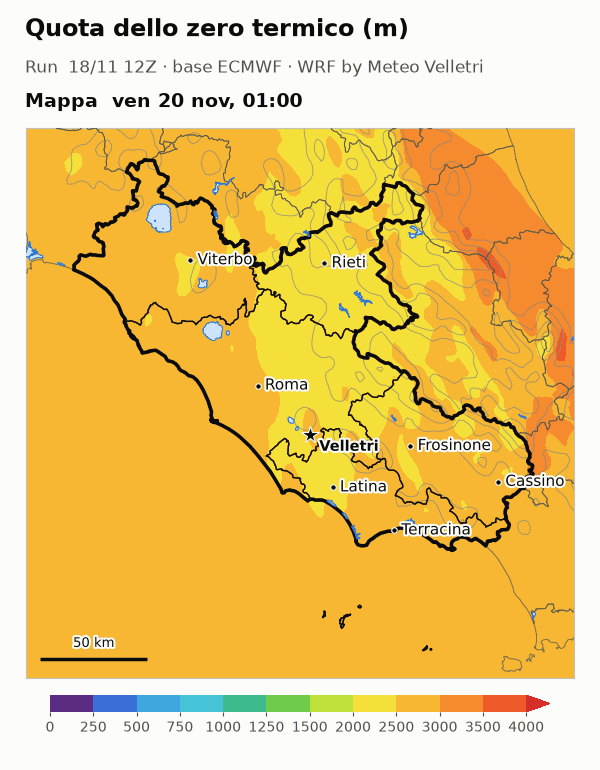 Quota dello zero termico (m)
Run  18/11 12Z · base ECMWF · WRF by Meteo Velletri
Mappa  ven 20 nov, 01:00
Viterbo
Rieti
Roma
Velletri
Frosinone
Latina
Cassino
Terracina
50 km
0 250 500 750 1000 1250 1500 2000 2500 3000 3500 4000